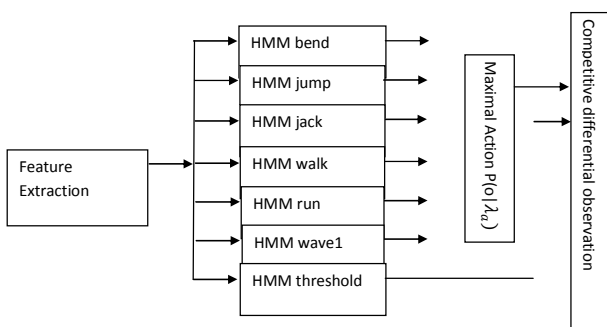 Feature
Extraction
HMM bend
HMM jump
HMM jack
HMM walk
HMM run
HMM wave1
HMM threshold
Maximal Action P(o|λₐ)
Competitive differential observation